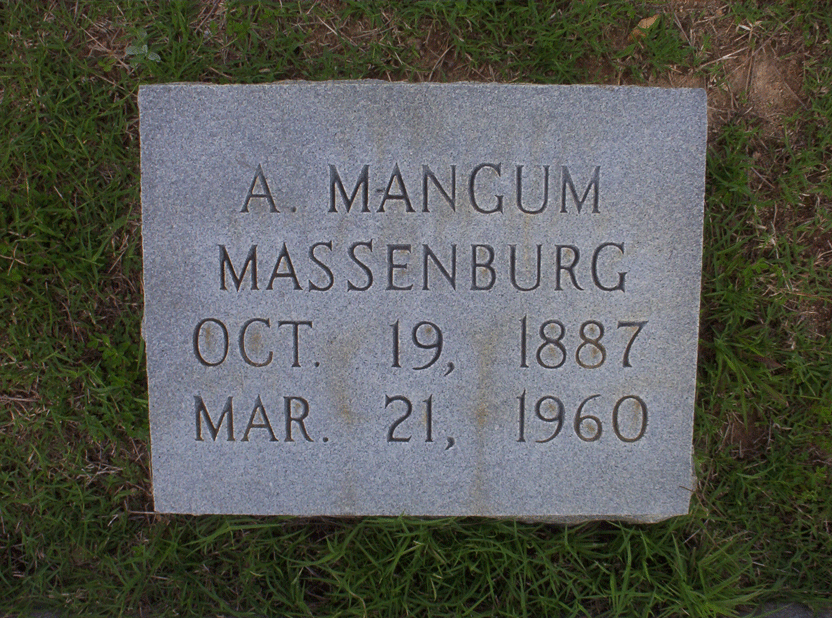 A. MANGUM
MASSENBURG
OCT. 19, 1887
MAR. 21, 1960